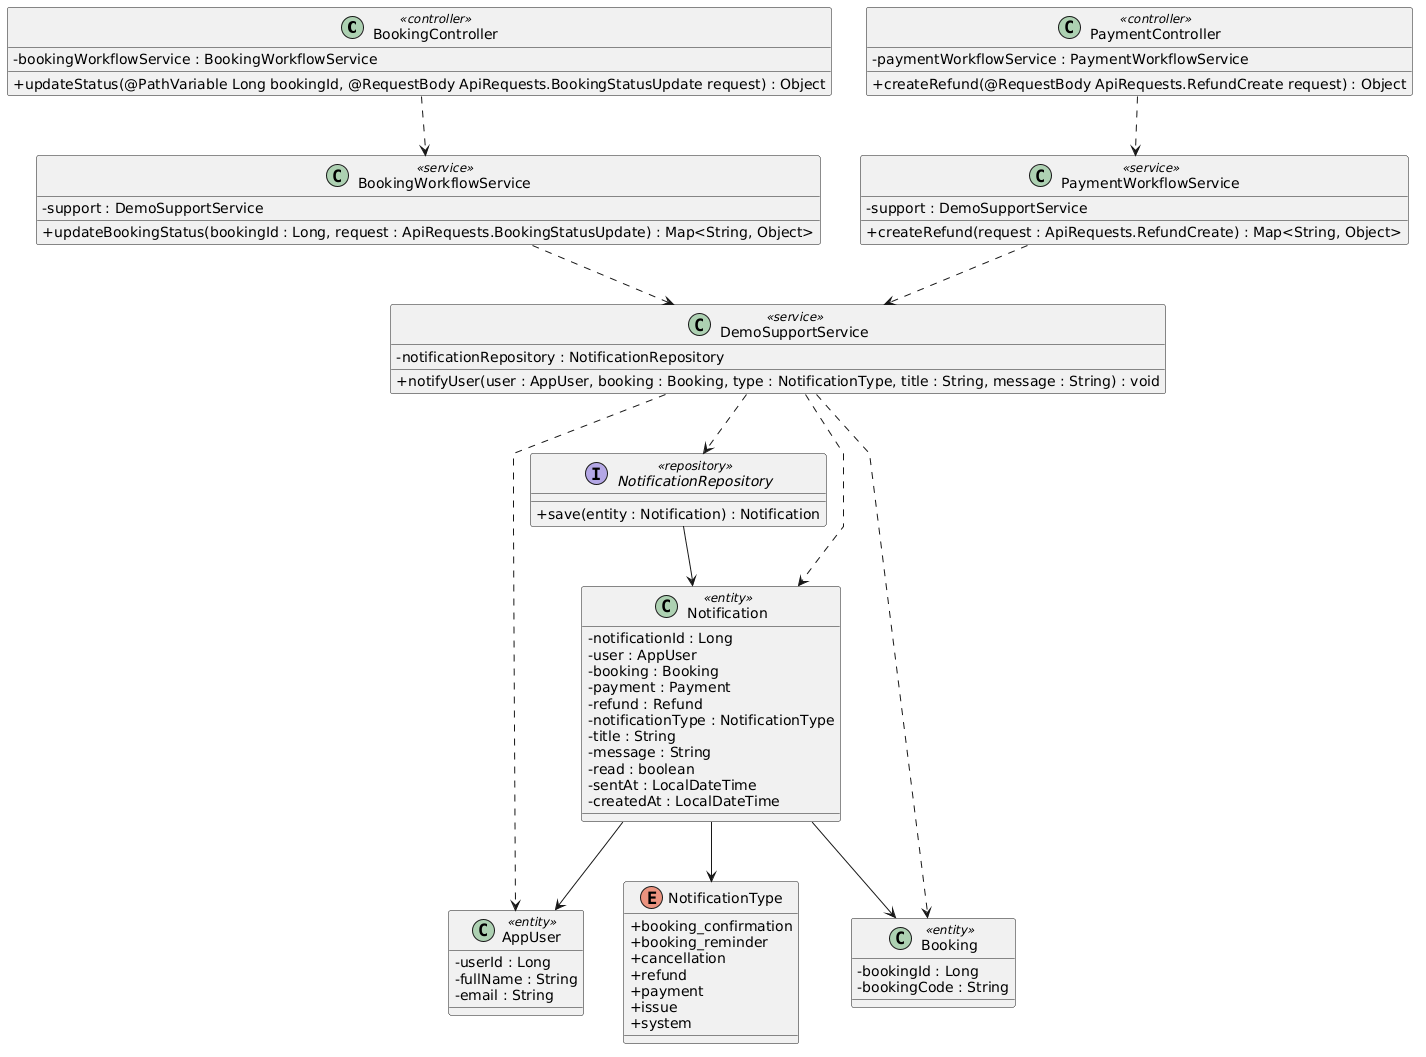 C
«controller»
BookingController
-bookingWorkflowService : BookingWorkflowService
+updateStatus(@PathVariable Long bookingId, @RequestBody ApiRequests.BookingStatusUpdate request) : Object
C
«controller»
PaymentController
-paymentWorkflowService : PaymentWorkflowService
+createRefund(@RequestBody ApiRequests.RefundCreate request) : Object
C
«service»
BookingWorkflowService
-support : DemoSupportService
+updateBookingStatus(bookingId : Long, request : ApiRequests.BookingStatusUpdate) : Map<String, Object>
C
«service»
PaymentWorkflowService
-support : DemoSupportService
+createRefund(request : ApiRequests.RefundCreate) : Map<String, Object>
C
«service»
DemoSupportService
-notificationRepository : NotificationRepository
+notifyUser(user : AppUser, booking : Booking, type : NotificationType, title : String, message : String) : void
I
«repository»
NotificationRepository
+save(entity : Notification) : Notification
C
«entity»
Notification
-notificationId : Long
-user : AppUser
-booking : Booking
-payment : Payment
-refund : Refund
-notificationType : NotificationType
-title : String
-message : String
-read : boolean
-sentAt : LocalDateTime
-createdAt : LocalDateTime
C
«entity»
AppUser
-userId : Long
-fullName : String
-email : String
E
NotificationType
+booking_confirmation
+booking_reminder
+cancellation
+refund
+payment
+issue
+system
C
«entity»
Booking
-bookingId : Long
-bookingCode : String